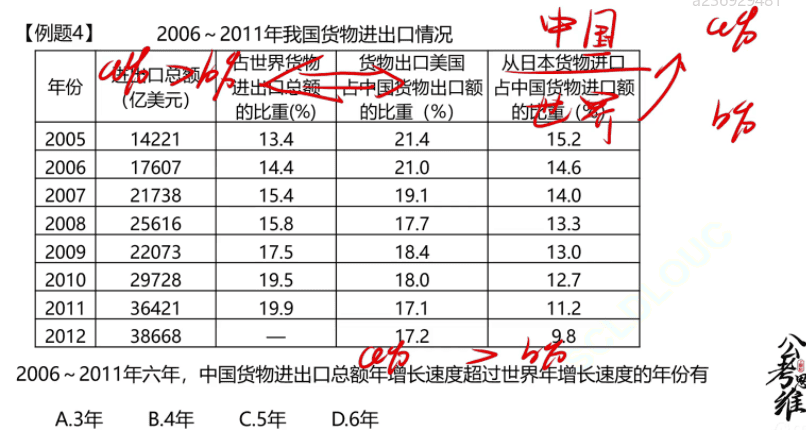 a236929481
【例题4】 2006～2011年我国货物进出口情况
中国 a%
世界 b%
a% > b%
年份 进出口总额(亿美元) 占世界货物进出口总额的比重(%) 货物出口美国占中国货物出口额的比重（%） 从日本货物进口占中国货物进口额的比重（%）
2005 14221 13.4 21.4 15.2
2006 17607 14.4 21.0 14.6
2007 21738 15.4 19.1 14.0
2008 25616 15.8 17.7 13.3
2009 22073 17.5 18.4 13.0
2010 29728 19.5 18.0 12.7
2011 36421 19.9 17.1 11.2
2012 38668 — 17.2 9.8
a% > b%
2006～2011年六年，中国货物进出口总额年增长速度超过世界年增长速度的年份有
A.3年 B.4年 C.5年 D.6年
公考思维